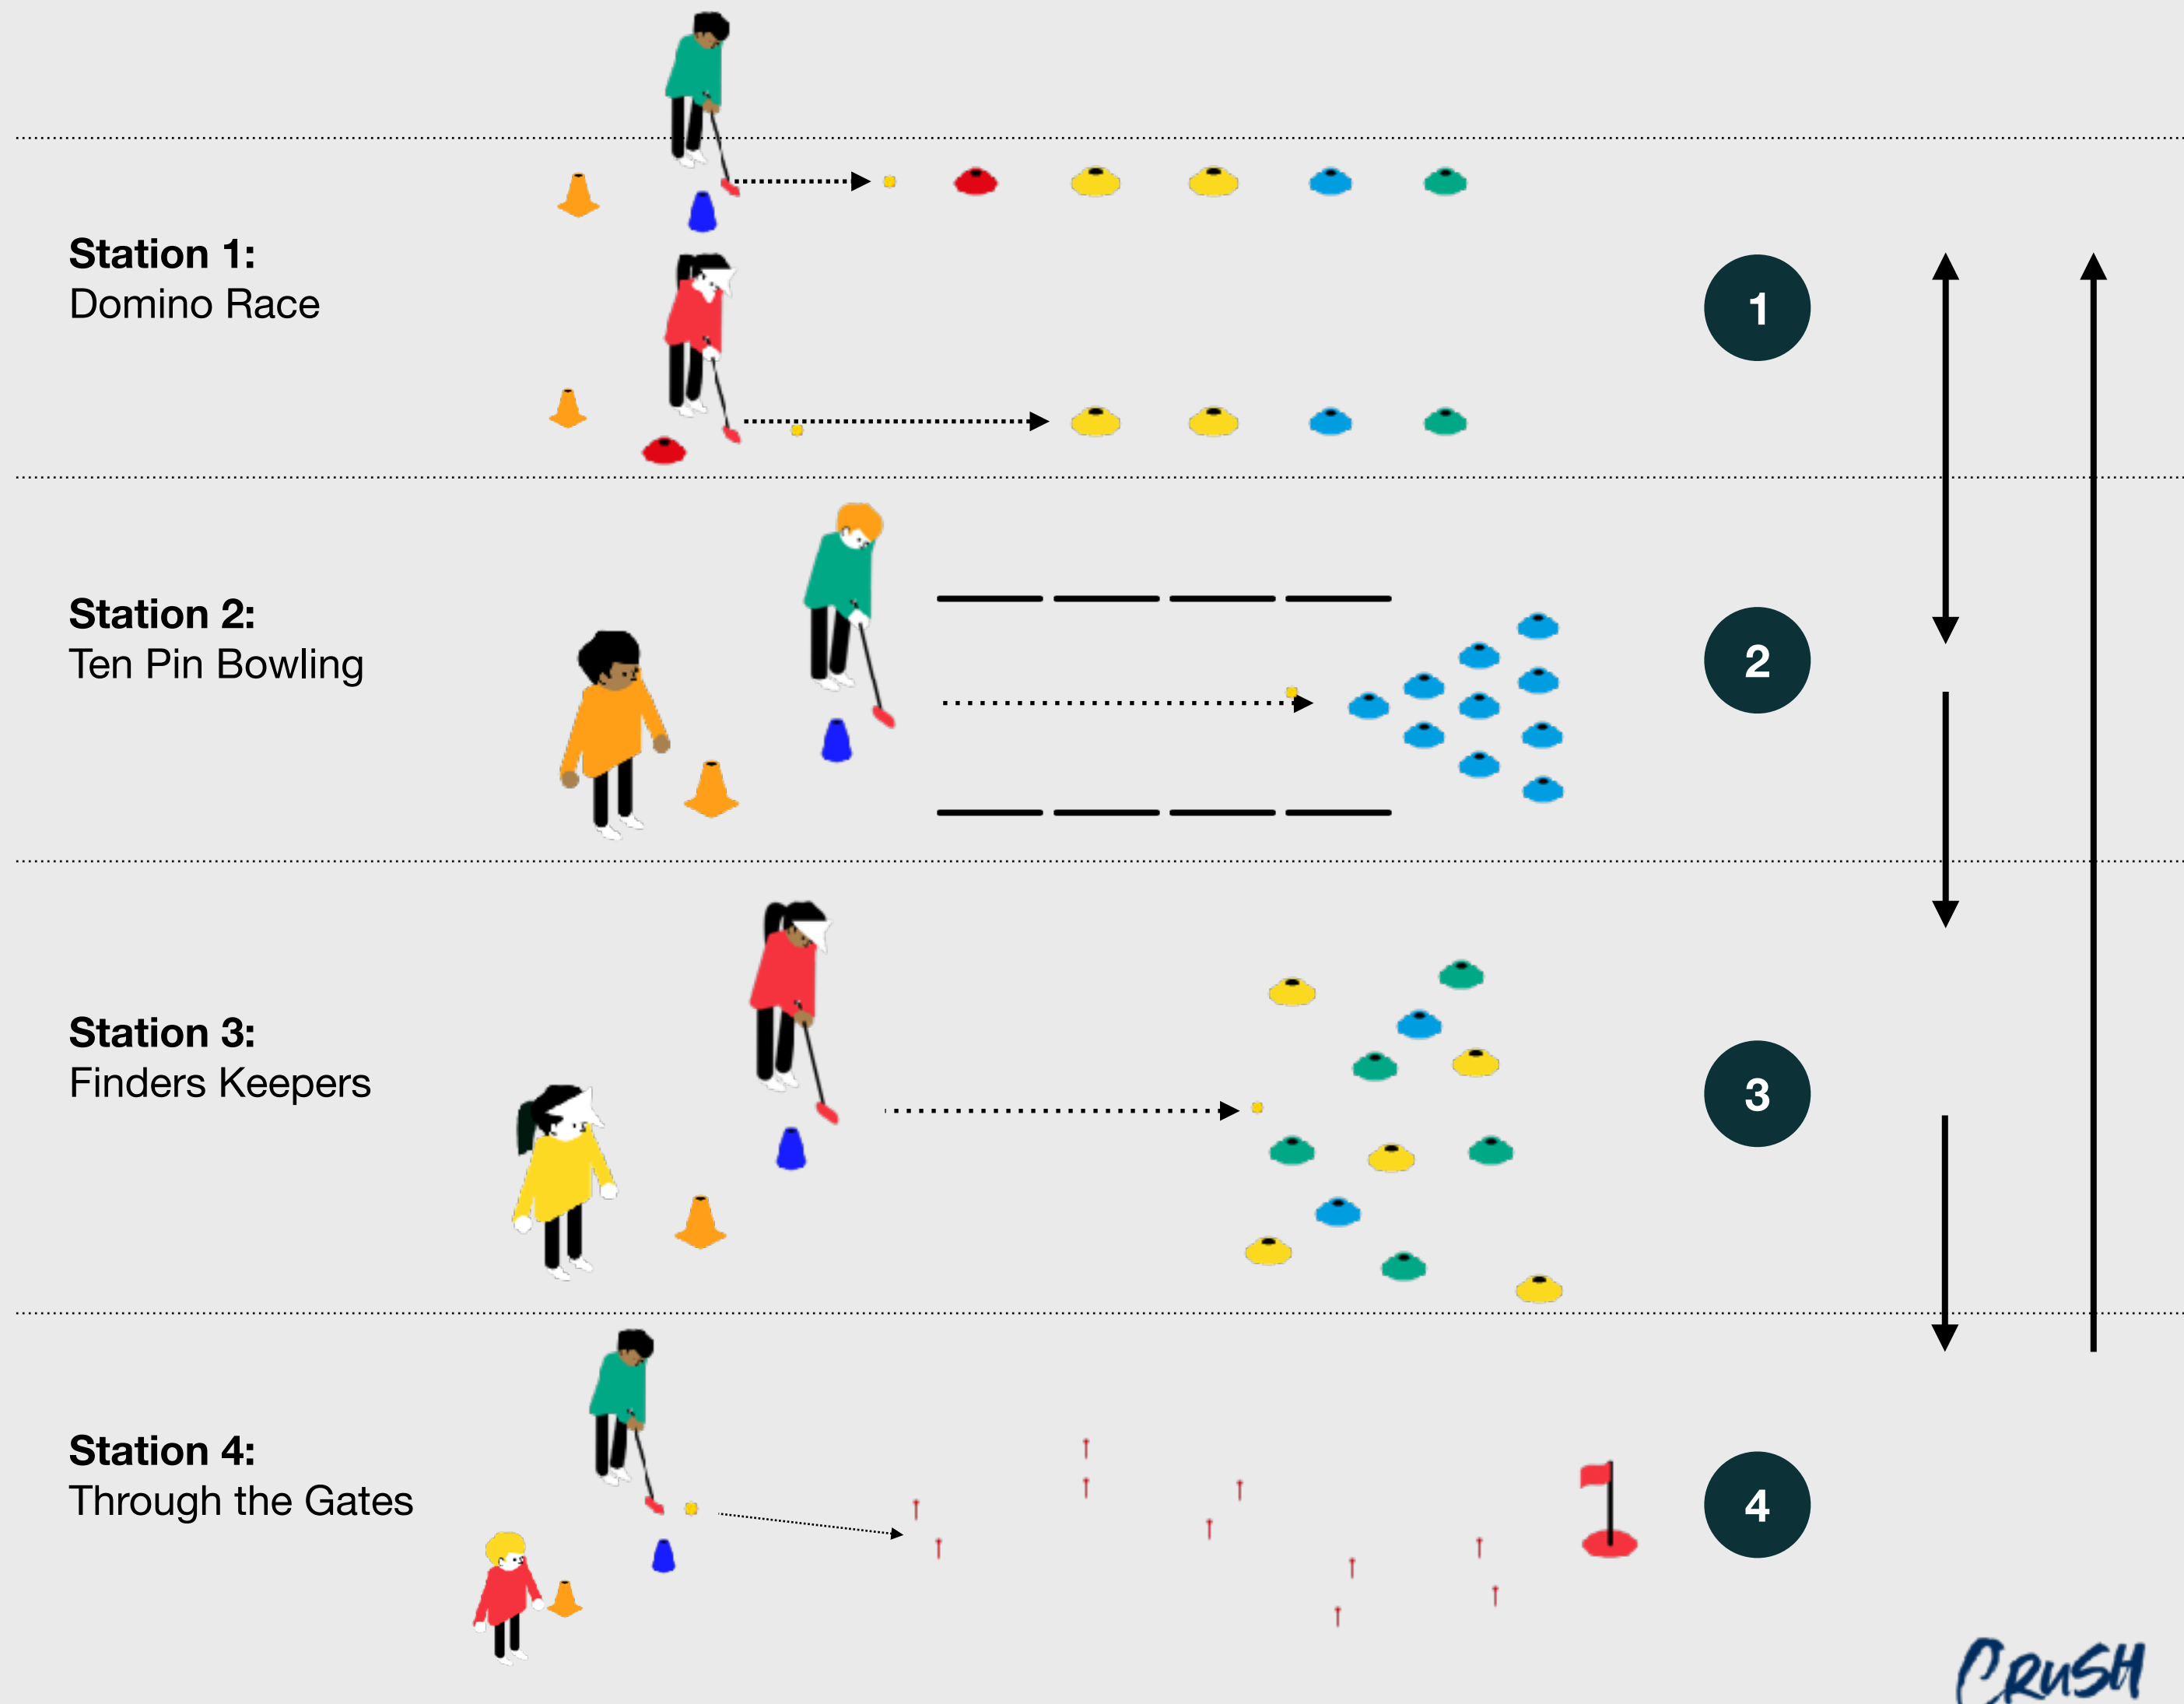 Station 1:
Domino Race
1
Station 2:
Ten Pin Bowling
2
Station 3:
Finders Keepers
3
Station 4:
Through the Gates
4
CRUSH